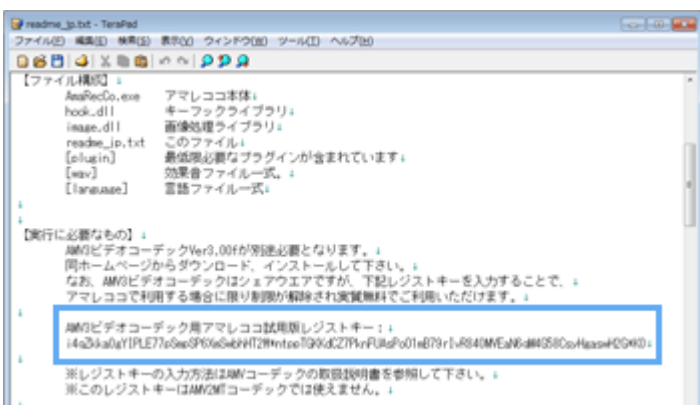 readme_jp.txt - TeraPad
ファイル(F) 編集(E) 検索(S) 表示(V) ウィンドウ(W) ツール(T) ヘルプ(H)
【ファイル構成】↓
AmaRecCo.exe アマレココ本体↓
hook.dll キーフックライブラリ↓
image.dll 画像処理ライブラリ↓
readme_jp.txt このファイル↓
[plugin] 最低限必要なプラグインが含まれています↓
[wav] 効果音ファイル一式。↓
[language] 言語ファイル一式↓
↓
↓
【実行に必要なもの】↓
AMV3ビデオコーデックVer3.00fが別途必要となります。↓
同ホームページからダウンロード、インストールして下さい。↓
なお、AMV3ビデオコーデックはシェアウエアですが、下記レジストキーを入力することで、↓
アマレココで利用する場合に限り制限が解除され実質無料でご利用いただけます。↓
↓
AMV3ビデオコーデック用アマレココ試用版レジストキー:↓
↓
※レジストキーの入力方法はAMVコーデックの取扱説明書を参照して下さい。↓
※このレジストキーはAMV2MTコーデックでは使えません。↓